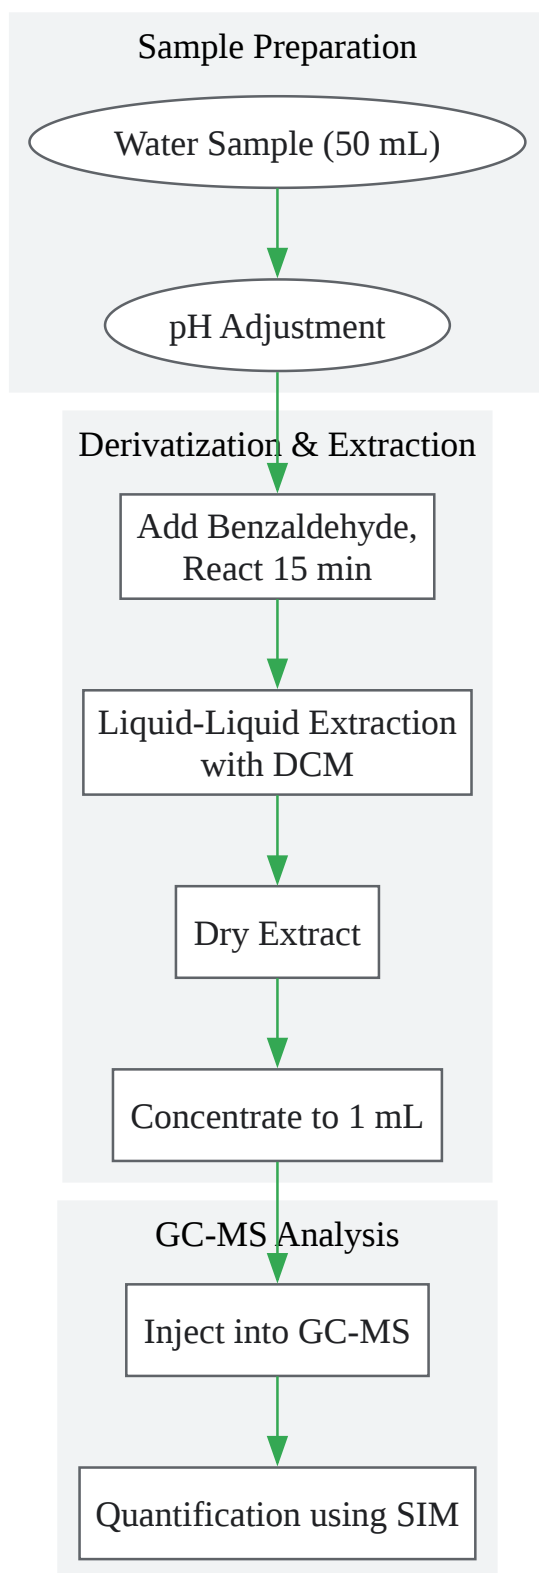 Sample Preparation
Water Sample (50 mL)
pH Adjustment
Derivatization & Extraction
Add Benzaldehyde,
React 15 min
Liquid-Liquid Extraction
with DCM
Dry Extract
Concentrate to 1 mL
GC-MS Analysis
Inject into GC-MS
Quantification using SIM